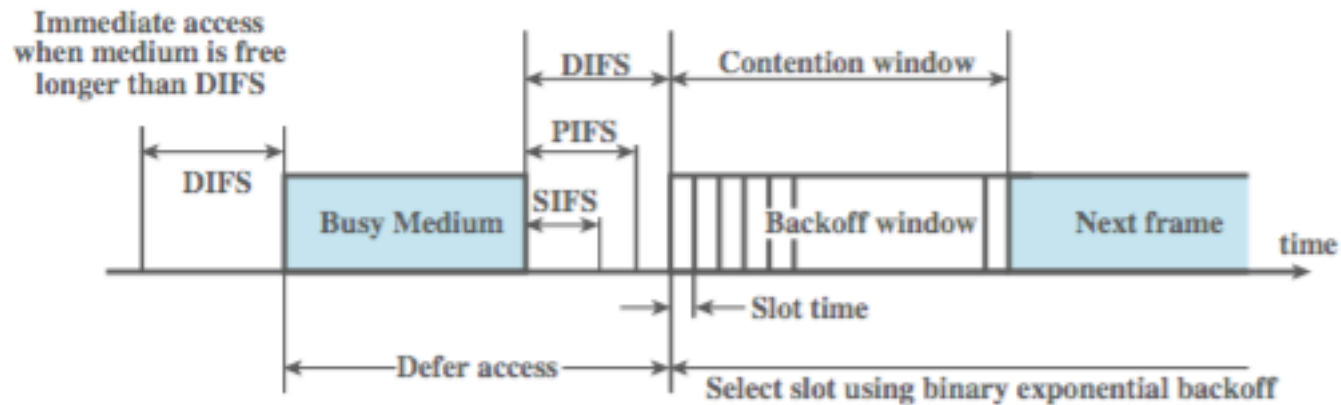 Immediate access
when medium is free
longer than DIFS
DIFS
Contention window
PIFS
DIFS
SIFS
Busy Medium
Backoff window
Next frame
time
Slot time
Defer access
Select slot using binary exponential backoff